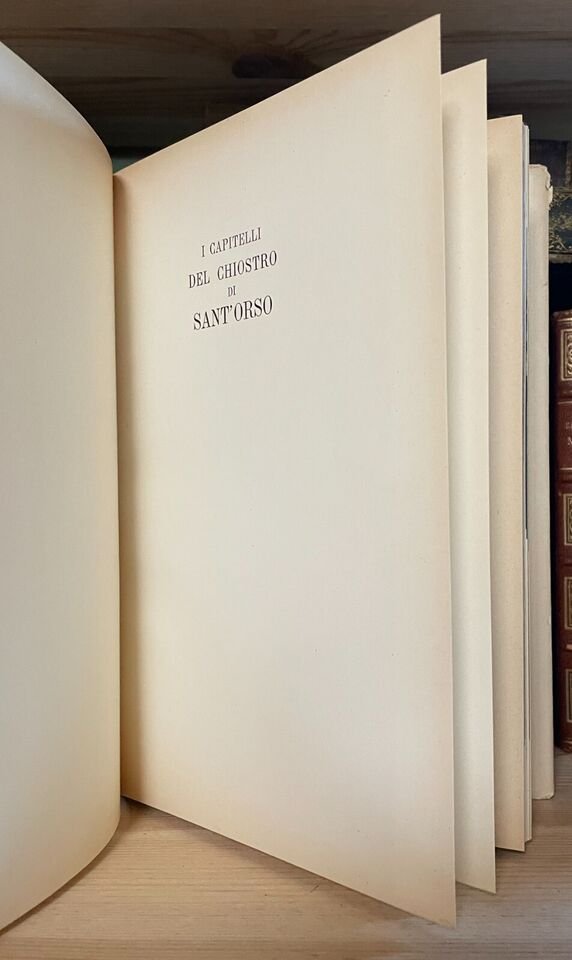 I CAPITELLI
DEL CHIOSTRO
DI
SANT'ORSO